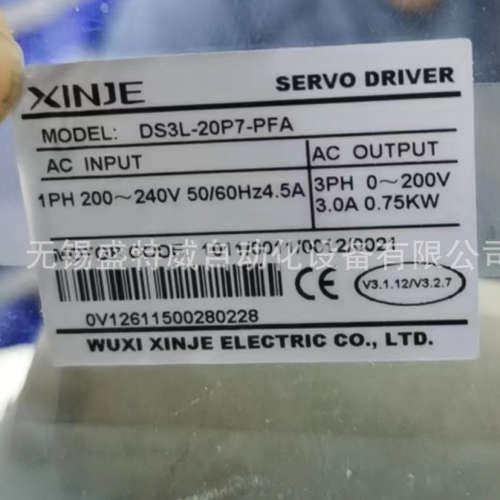 XINJE
SERVO DRIVER
MODEL: DS3L-20P7-PFA
AC INPUT
AC OUTPUT
1PH 200～240V 50/60Hz4.5A
3PH 0～200V
3.0A 0.75KW
MOTOR CODE
无锡盛特威自动化设备有限公司
CE
V3.1.12/V3.2.7
0V12611500280228
WUXI XINJE ELECTRIC CO., LTD.